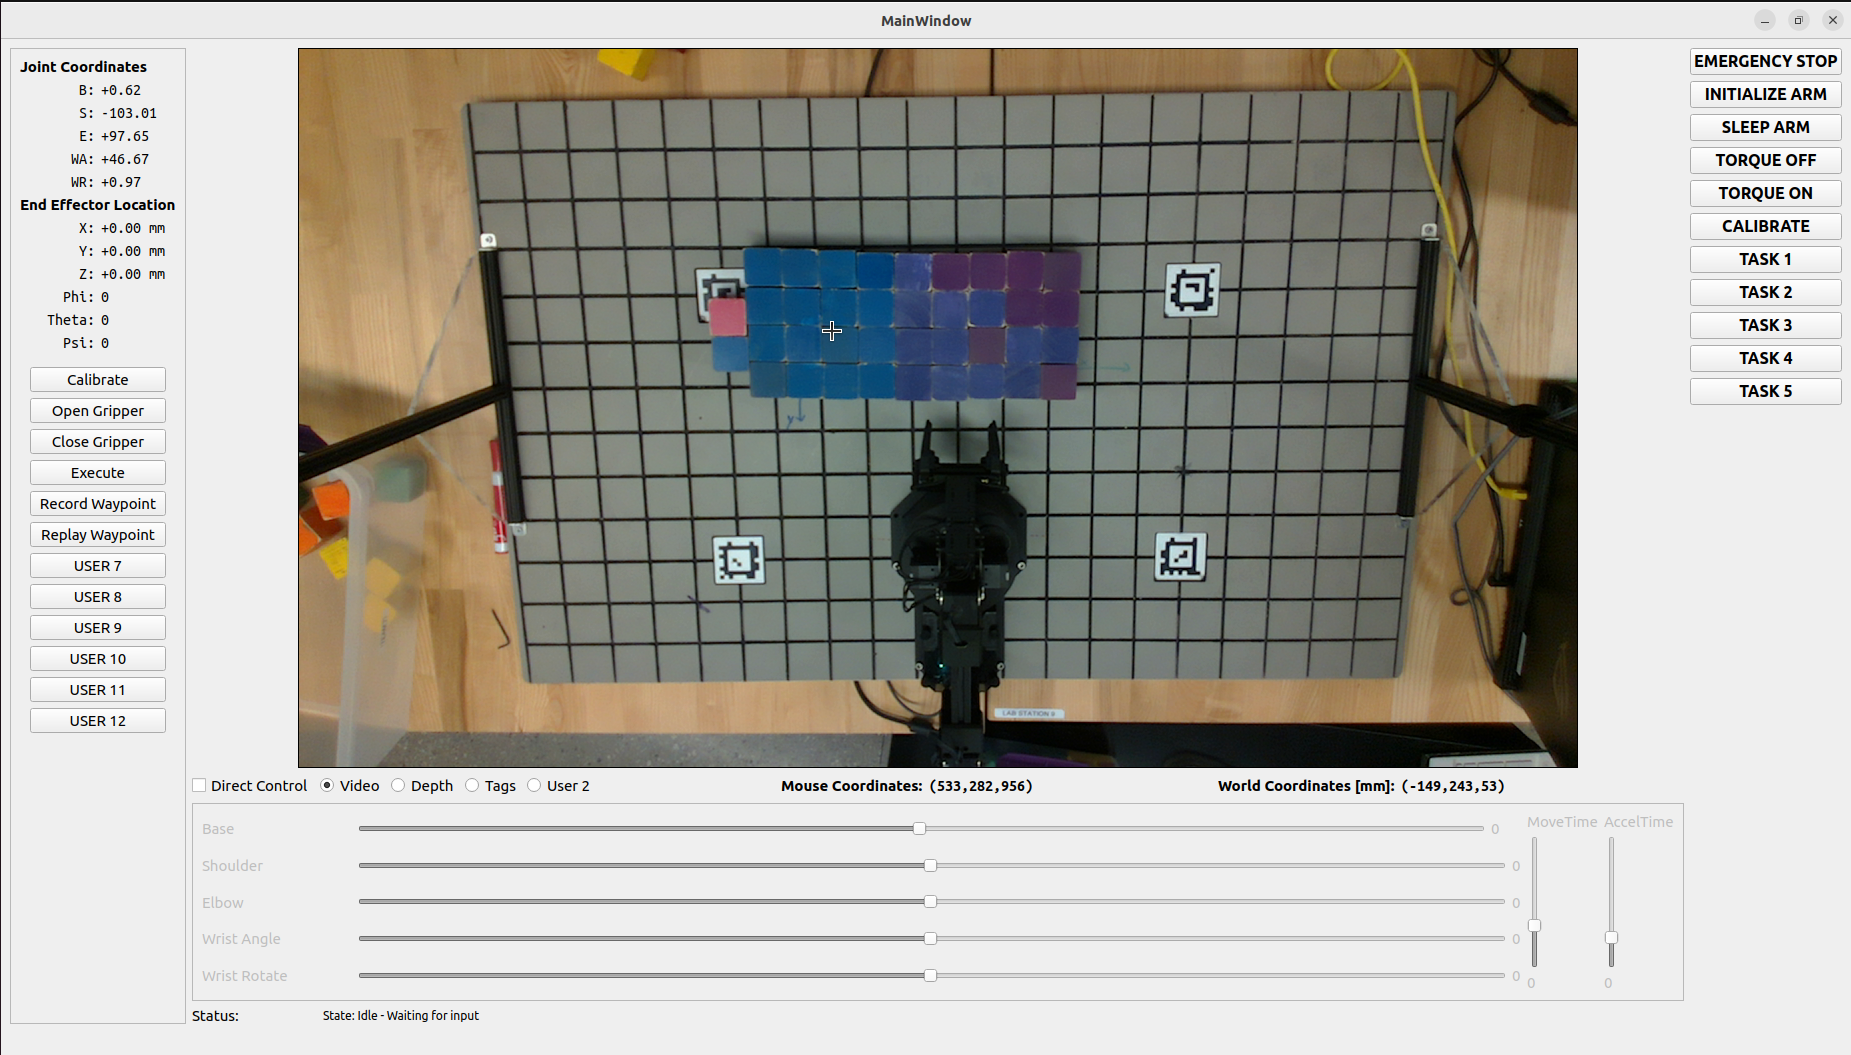 MainWindow
Joint Coordinates
B: +0.62
S: -103.01
E: +97.65
WA: +46.67
WR: +0.97
End Effector Location
X: +0.00 mm
Y: +0.00 mm
Z: +0.00 mm
Phi: 0
Theta: 0
Psi: 0
Calibrate
Open Gripper
Close Gripper
Execute
Record Waypoint
Replay Waypoint
USER 7
USER 8
USER 9
USER 10
USER 11
USER 12
y
LAB STATION 9
EMERGENCY STOP
INITIALIZE ARM
SLEEP ARM
TORQUE OFF
TORQUE ON
CALIBRATE
TASK 1
TASK 2
TASK 3
TASK 4
TASK 5
Direct Control Video Depth Tags User 2
Mouse Coordinates: (533,282,956)
World Coordinates [mm]: (-149,243,53)
Base 0
Shoulder 0
Elbow 0
Wrist Angle 0
Wrist Rotate 0
MoveTime AccelTime
0 0
Status: State: Idle - Waiting for input